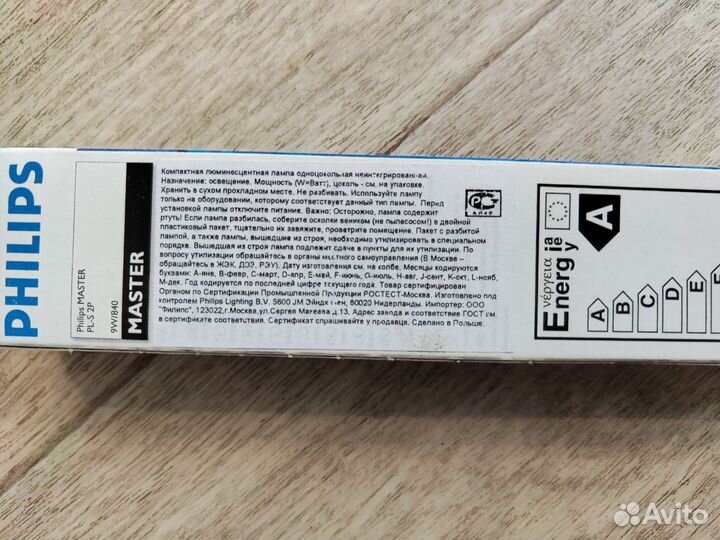 PHILIPS
Philips MASTER
PL-S 2P
9W/840
MASTER
Компактная люминесцентная лампа одноцокольная неинтегрированная.
Назначение: освещение. Мощность (W=Ватт), цоколь - см. на упаковке.
Хранить в сухом прохладном месте. Не разбивать. Используйте лампу
только на оборудовании, которому соответствует данный тип лампы. Перед
установкой лампы отключите питание. Важно: Осторожно, лампа содержит
ртуть! Если лампа разбилась, соберите осколки веником (не пылесосом!) в двойной
пластиковый пакет, тщательно их завяжите, проветрите помещение. Пакет с разбитой
лампой, а также лампы, вышедшие из строя, необходимо утилизировать в специальном
порядке. Вышедшая из строя лампа подлежит сдаче в пункты для их утилизации. По
вопросу утилизации обращайтесь в органы местного самоуправления (В Москве –
обращайтесь в ЖЭК, ДЭЗ, РЭУ). Дату изготовления см. на колбе. Месяцы кодируются
буквами: А-янв, В-февр, С-март, D-апр, Е-май, F-июнь, G-июль, Н-авг, J-сент, К-окт, L-нояб,
М-дек. Год кодируются по последней цифре текущего года. Товар сертифицирован
Органом по Сертификации Промышленной Продукции РОСТЕСТ-Москва. Изготовлено под
контролем Philips Lighting B.V. 5600 JM Эйндховен, 80020 Нидерланды. Импортер: ООО
"Филипс", 123022,г.Москва,ул.Сергея Макеева д.13. Адрес завода и соответствие ГОСТ см.
в сертификате соответствия. Сертификат спрашивайте у продавца. Сделано в Польше.
РС
Energy
Ενέργεια
ie
ia
A
A
B
C
D
E
Avito